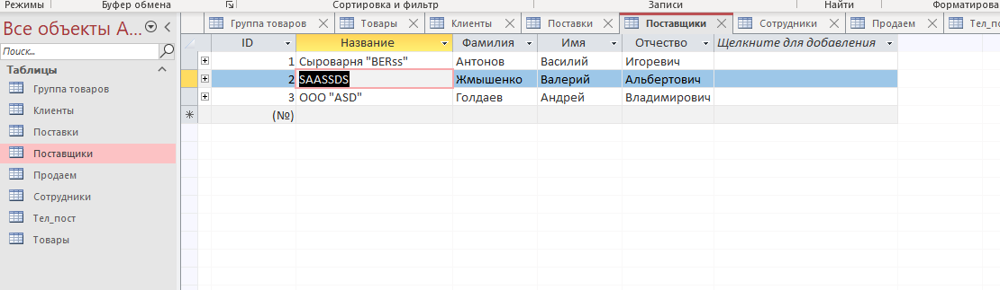 Режимы Буфер обмена Сортировка и фильтр Записи Найти Форматирова
Все объекты A...
Поиск...
Таблицы
Группа товаров
Клиенты
Поставки
Поставщики
Продаем
Сотрудники
Тел_пост
Товары
Группа товаров Товары Клиенты Поставки Поставщики Сотрудники Продаем Тел_п
ID Название Фамилия Имя Отчество Щелкните для добавления
1 Сыроварня "BERss" Антонов Василий Игоревич
2 SAASSDS Жмышенко Валерий Альбертович
3 ООО "ASD" Голдаев Андрей Владимирович
(№)